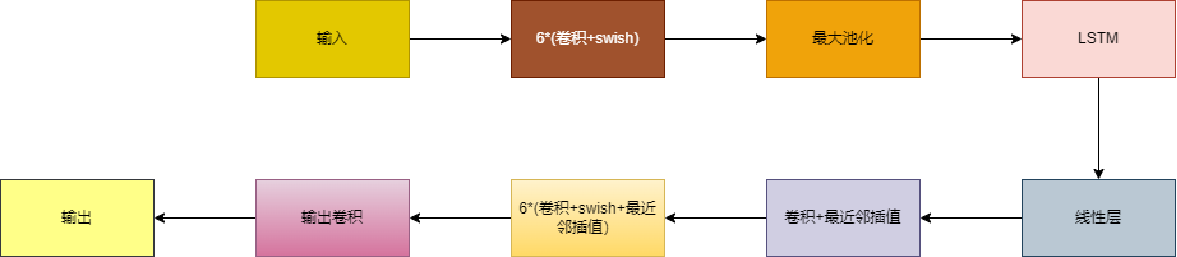 输入
6*(卷积+swish)
最大池化
LSTM
线性层
卷积+最近邻插值
6*(卷积+swish+最近
邻插值)
输出卷积
输出